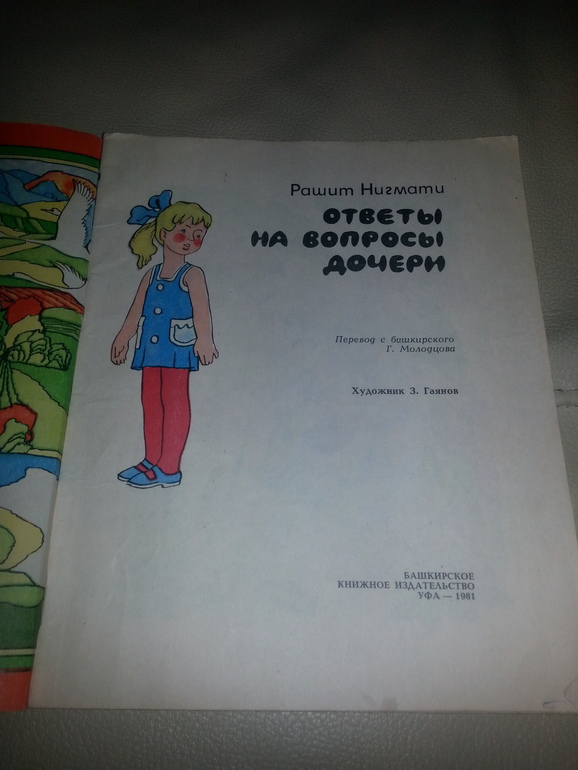 Рашит Нигмати
ОТВЕТЫ
НА ВОПРОСЫ
ДОЧЕРИ
Перевод с башкирского
Г. Молодцова
Художник З. Гаянов
БАШКИРСКОЕ
КНИЖНОЕ ИЗДАТЕЛЬСТВО
УФА — 1981